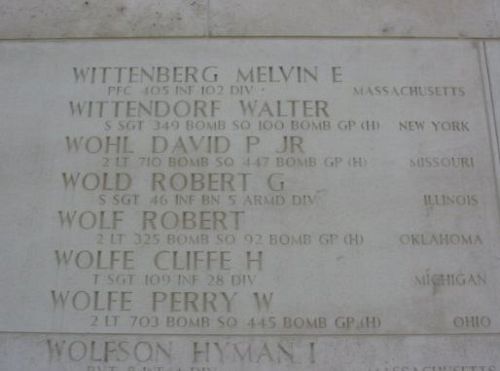 WITTENBERG MELVIN E
PFC 405 INF 102 DIV · MASSACHUSETTS
WITTENDORF WALTER
S SGT 349 BOMB SQ 100 BOMB GP (H) NEW YORK
WOHL DAVID P · JR
2 LT 710 BOMB SQ 447 BOMB GP (H) MISSOURI
WOLD ROBERT G
S SGT 46 INF BN 5 ARMD DIV ILLINOIS
WOLF ROBERT
2 LT 325 BOMB SQ 92 BOMB GP (H) OKLAHOMA
WOLFE CLIFFE H
T SGT 109 INF 28 DIV MICHIGAN
WOLFE PERRY W
2 LT 703 BOMB SQ 445 BOMB GP (H) OHIO
WOLFSON HYMAN I
DIV MASSACHUSETTS